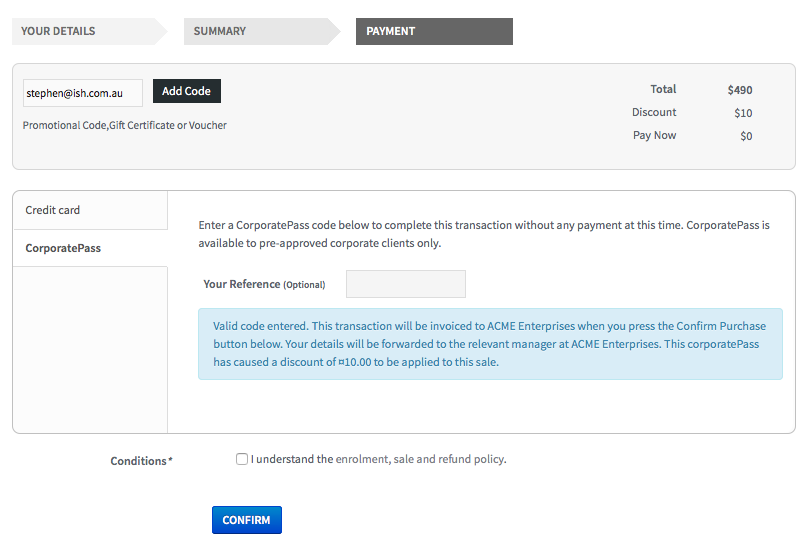 YOUR DETAILS SUMMARY PAYMENT
stephen@ish.com.au Add Code
Promotional Code,Gift Certificate or Voucher
Total $490
Discount $10
Pay Now $0
Credit card
CorporatePass
Enter a CorporatePass code below to complete this transaction without any payment at this time. CorporatePass is
available to pre-approved corporate clients only.
Your Reference (Optional)
Valid code entered. This transaction will be invoiced to ACME Enterprises when you press the Confirm Purchase
button below. Your details will be forwarded to the relevant manager at ACME Enterprises. This corporatePass
has caused a discount of ¤10.00 to be applied to this sale.
Conditions* I understand the enrolment, sale and refund policy.
CONFIRM